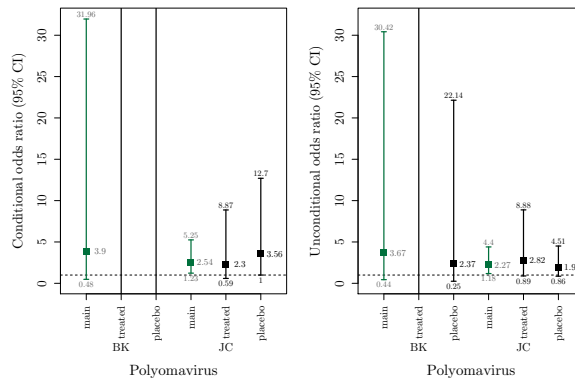 Conditional odds ratio (95% CI)
0 5 10 15 20 25 30
31.96
3.9
0.48
5.25
2.54
1.23
8.87
2.3
0.59
12.7
3.56
1
main treated placebo main treated placebo
BK JC
Polyomavirus
Unconditional odds ratio (95% CI)
0 5 10 15 20 25 30
30.42
3.67
0.44
22.14
2.37
0.25
4.4
2.27
1.18
8.88
2.82
0.89
4.51
1.9
0.86
main treated placebo main treated placebo
BK JC
Polyomavirus